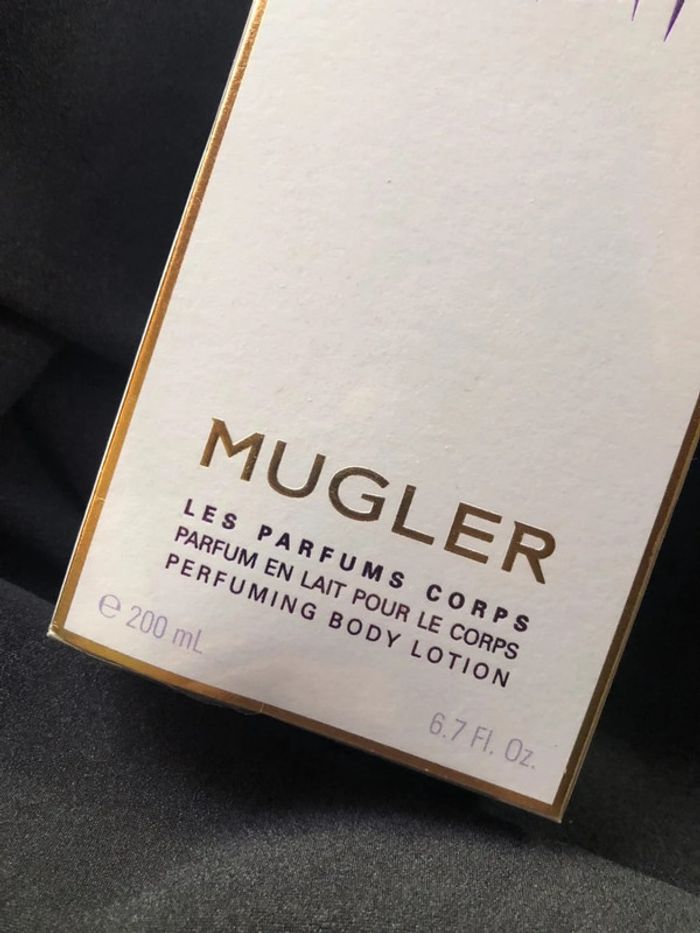 MUGLER
LES PARFUMS CORPS
PARFUM EN LAIT POUR LE CORPS
PERFUMING BODY LOTION
℮ 200 mL
6.7 Fl. Oz.